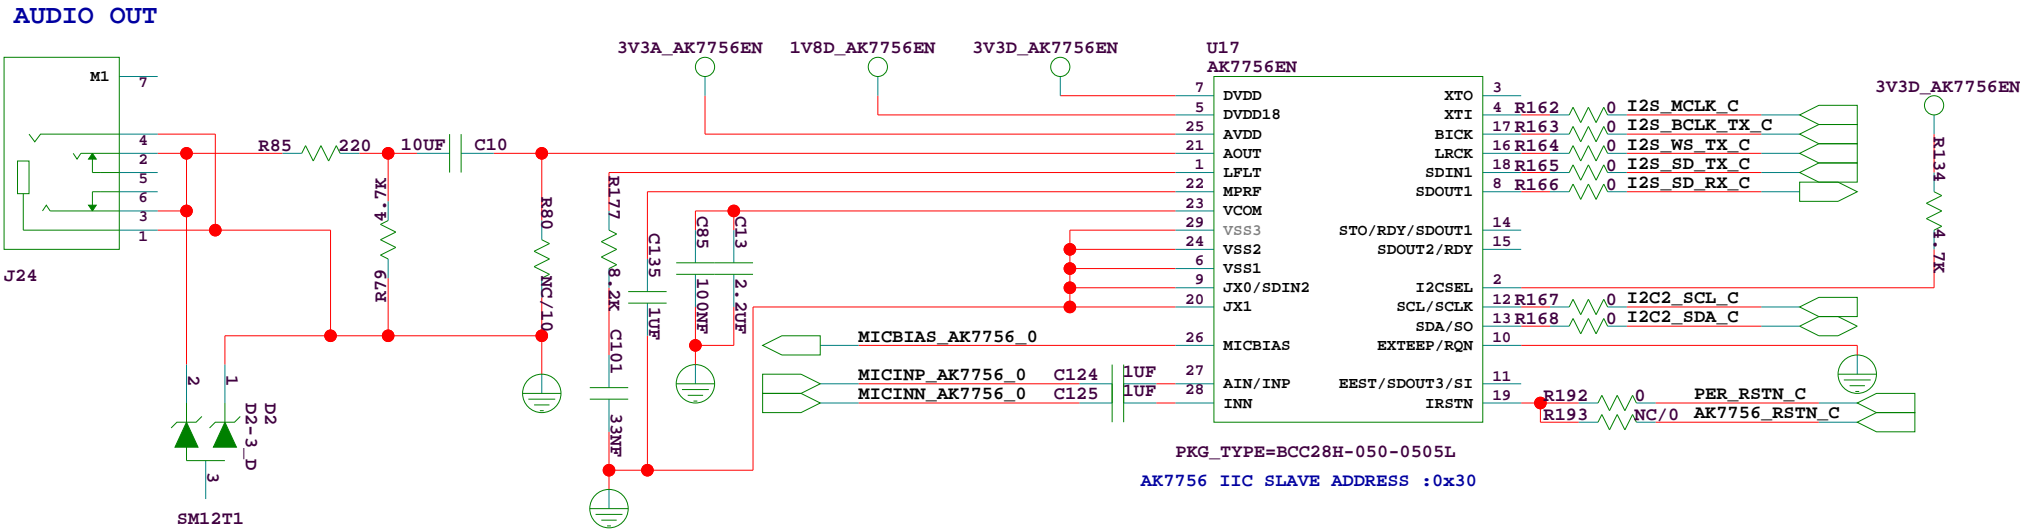 AUDIO OUT
M1
7
4
2
5
6
3
1
J24
R85
220
10UF
C10
4.7K
R79
R80
NC/10
2
1
D2
D2-3_D
3
SM12T1
3V3A_AK7756EN
1V8D_AK7756EN
3V3D_AK7756EN
R177
8.2K
C101
33NF
C135
1UF
C85
100NF
C13
2.2UF
MICBIAS_AK7756_0
MICINP_AK7756_0
C124
1UF
MICINN_AK7756_0
C125
1UF
U17
AK7756EN
7 DVDD
5 DVDD18
25 AVDD
21 AOUT
1 LFLT
22 MPRF
23 VCOM
29 VSS3
24 VSS2
6 VSS1
9 JX0/SDIN2
20 JX1
26 MICBIAS
27 AIN/INP
28 INN
XTO 3
XTI 4 R162 0 I2S_MCLK_C
BICK 17 R163 0 I2S_BCLK_TX_C
LRCK 16 R164 0 I2S_WS_TX_C
SDIN1 18 R165 0 I2S_SD_TX_C
SDOUT1 8 R166 0 I2S_SD_RX_C
STO/RDY/SDOUT1 14
SDOUT2/RDY 15
I2CSEL 2
SCL/SCLK 12 R167 0 I2C2_SCL_C
SDA/SO 13 R168 0 I2C2_SDA_C
EXTEEP/RQN 10
EEST/SDOUT3/SI 11
IRSTN 19 R192 0 PER_RSTN_C
R193 NC/0 AK7756_RSTN_C
3V3D_AK7756EN
R134
4.7K
PKG_TYPE=BCC28H-050-0505L
AK7756 IIC SLAVE ADDRESS :0x30